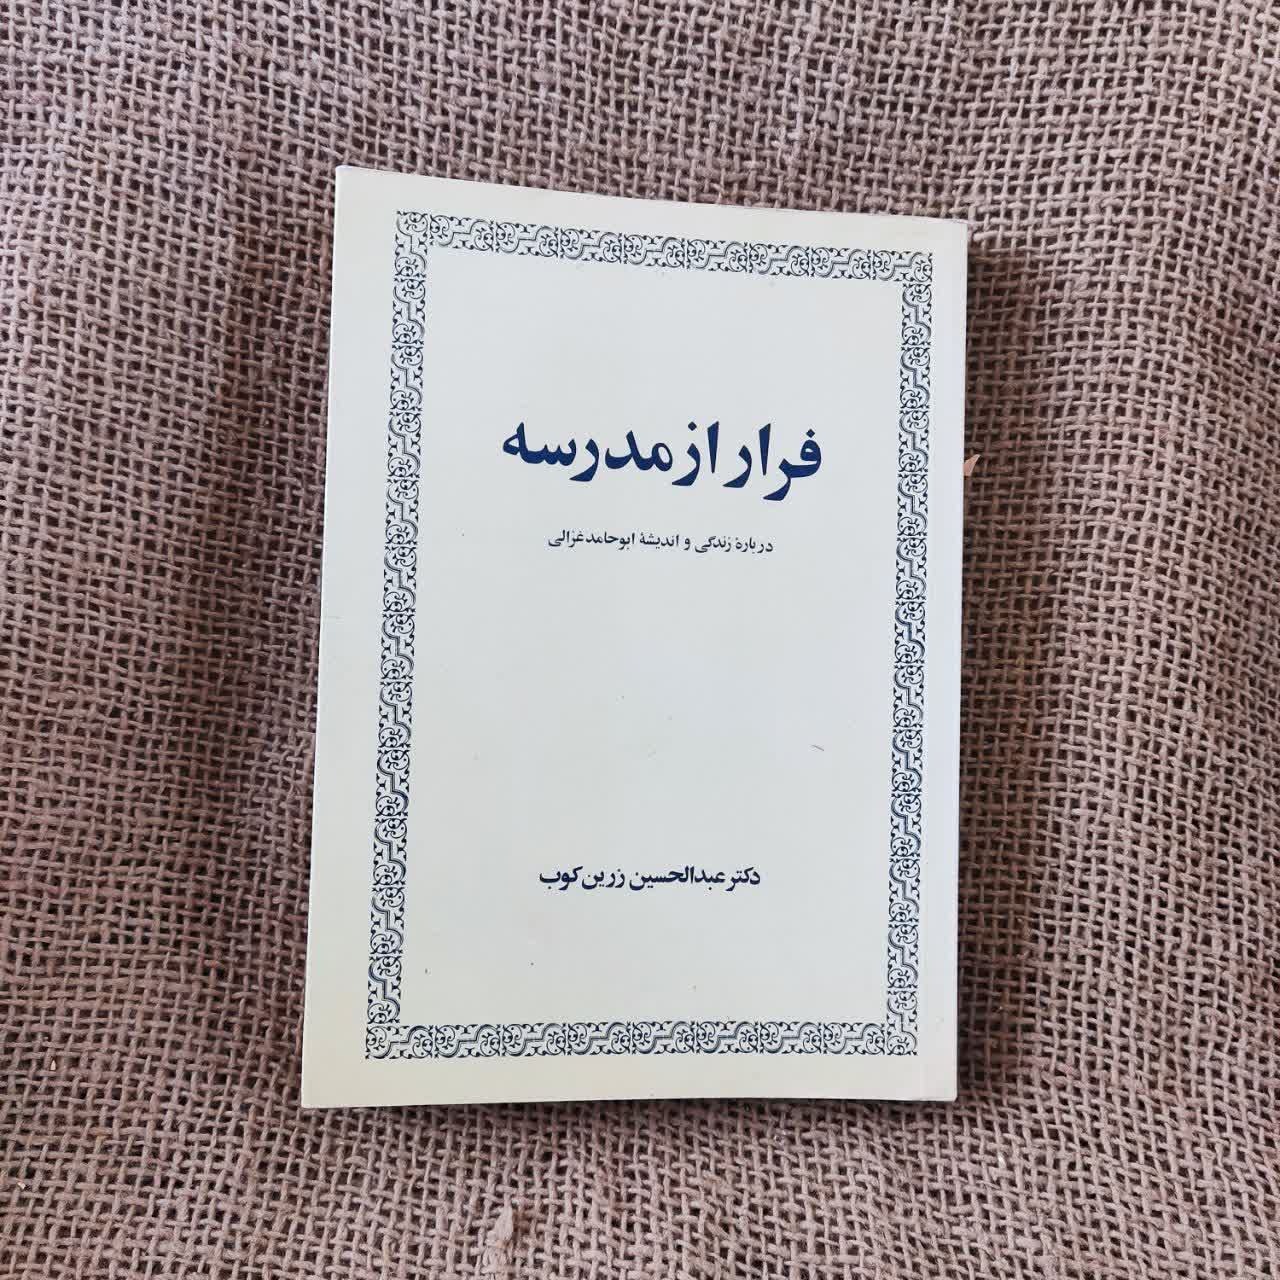 فرار از مدرسه
دربارهٔ زندگی و اندیشهٔ ابوحامد غزالی
دکتر عبدالحسین زرین‌کوب